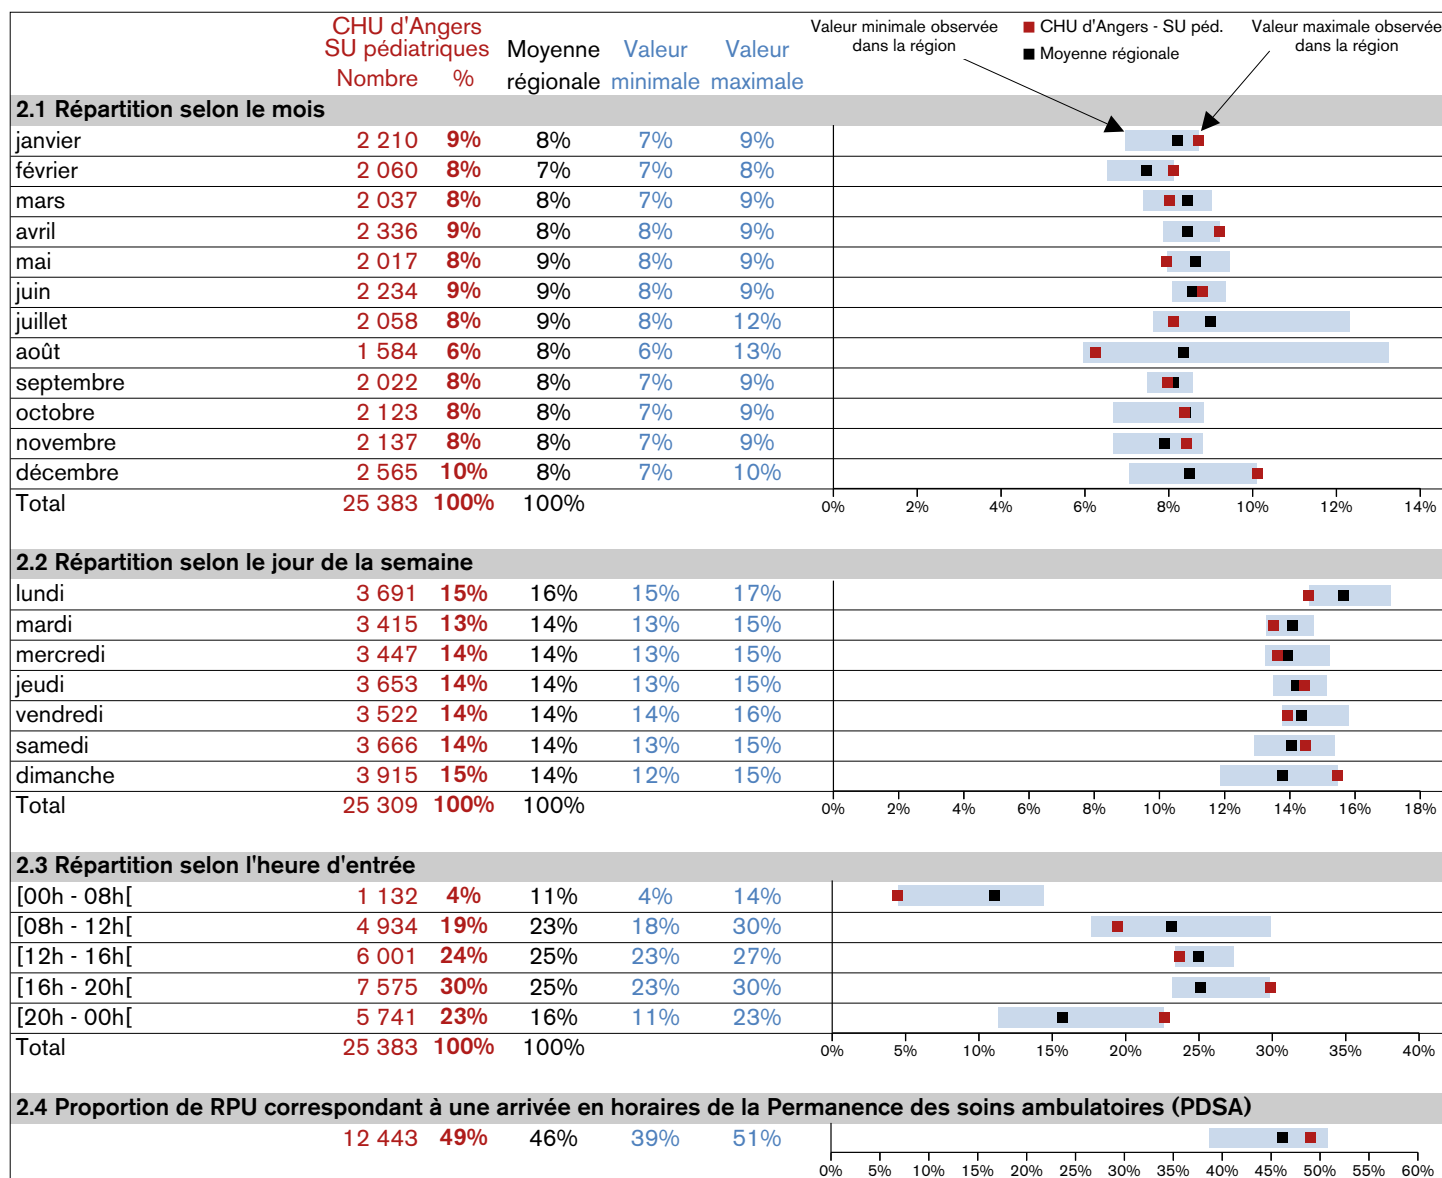 CHU d'Angers
SU pédiatriques
Moyenne régionale
Valeur minimale
Valeur maximale
Nombre %
Valeur minimale observée dans la région
CHU d'Angers - SU péd.
Moyenne régionale
Valeur maximale observée dans la région
2.1 Répartition selon le mois
janvier 2 210 9% 8% 7% 9%
février 2 060 8% 7% 7% 8%
mars 2 037 8% 8% 7% 9%
avril 2 336 9% 8% 8% 9%
mai 2 017 8% 9% 8% 9%
juin 2 234 9% 9% 8% 9%
juillet 2 058 8% 9% 8% 12%
août 1 584 6% 8% 6% 13%
septembre 2 022 8% 8% 7% 9%
octobre 2 123 8% 8% 7% 9%
novembre 2 137 8% 8% 7% 9%
décembre 2 565 10% 8% 7% 10%
Total 25 383 100% 100%
0% 2% 4% 6% 8% 10% 12% 14%
2.2 Répartition selon le jour de la semaine
lundi 3 691 15% 16% 15% 17%
mardi 3 415 13% 14% 13% 15%
mercredi 3 447 14% 14% 13% 15%
jeudi 3 653 14% 14% 13% 15%
vendredi 3 522 14% 14% 14% 16%
samedi 3 666 14% 14% 13% 15%
dimanche 3 915 15% 14% 12% 15%
Total 25 309 100% 100%
0% 2% 4% 6% 8% 10% 12% 14% 16% 18%
2.3 Répartition selon l'heure d'entrée
[00h - 08h[ 1 132 4% 11% 4% 14%
[08h - 12h[ 4 934 19% 23% 18% 30%
[12h - 16h[ 6 001 24% 25% 23% 27%
[16h - 20h[ 7 575 30% 25% 23% 30%
[20h - 00h[ 5 741 23% 16% 11% 23%
Total 25 383 100% 100%
0% 5% 10% 15% 20% 25% 30% 35% 40%
2.4 Proportion de RPU correspondant à une arrivée en horaires de la Permanence des soins ambulatoires (PDSA)
12 443 49% 46% 39% 51%
0% 5% 10% 15% 20% 25% 30% 35% 40% 45% 50% 55% 60%